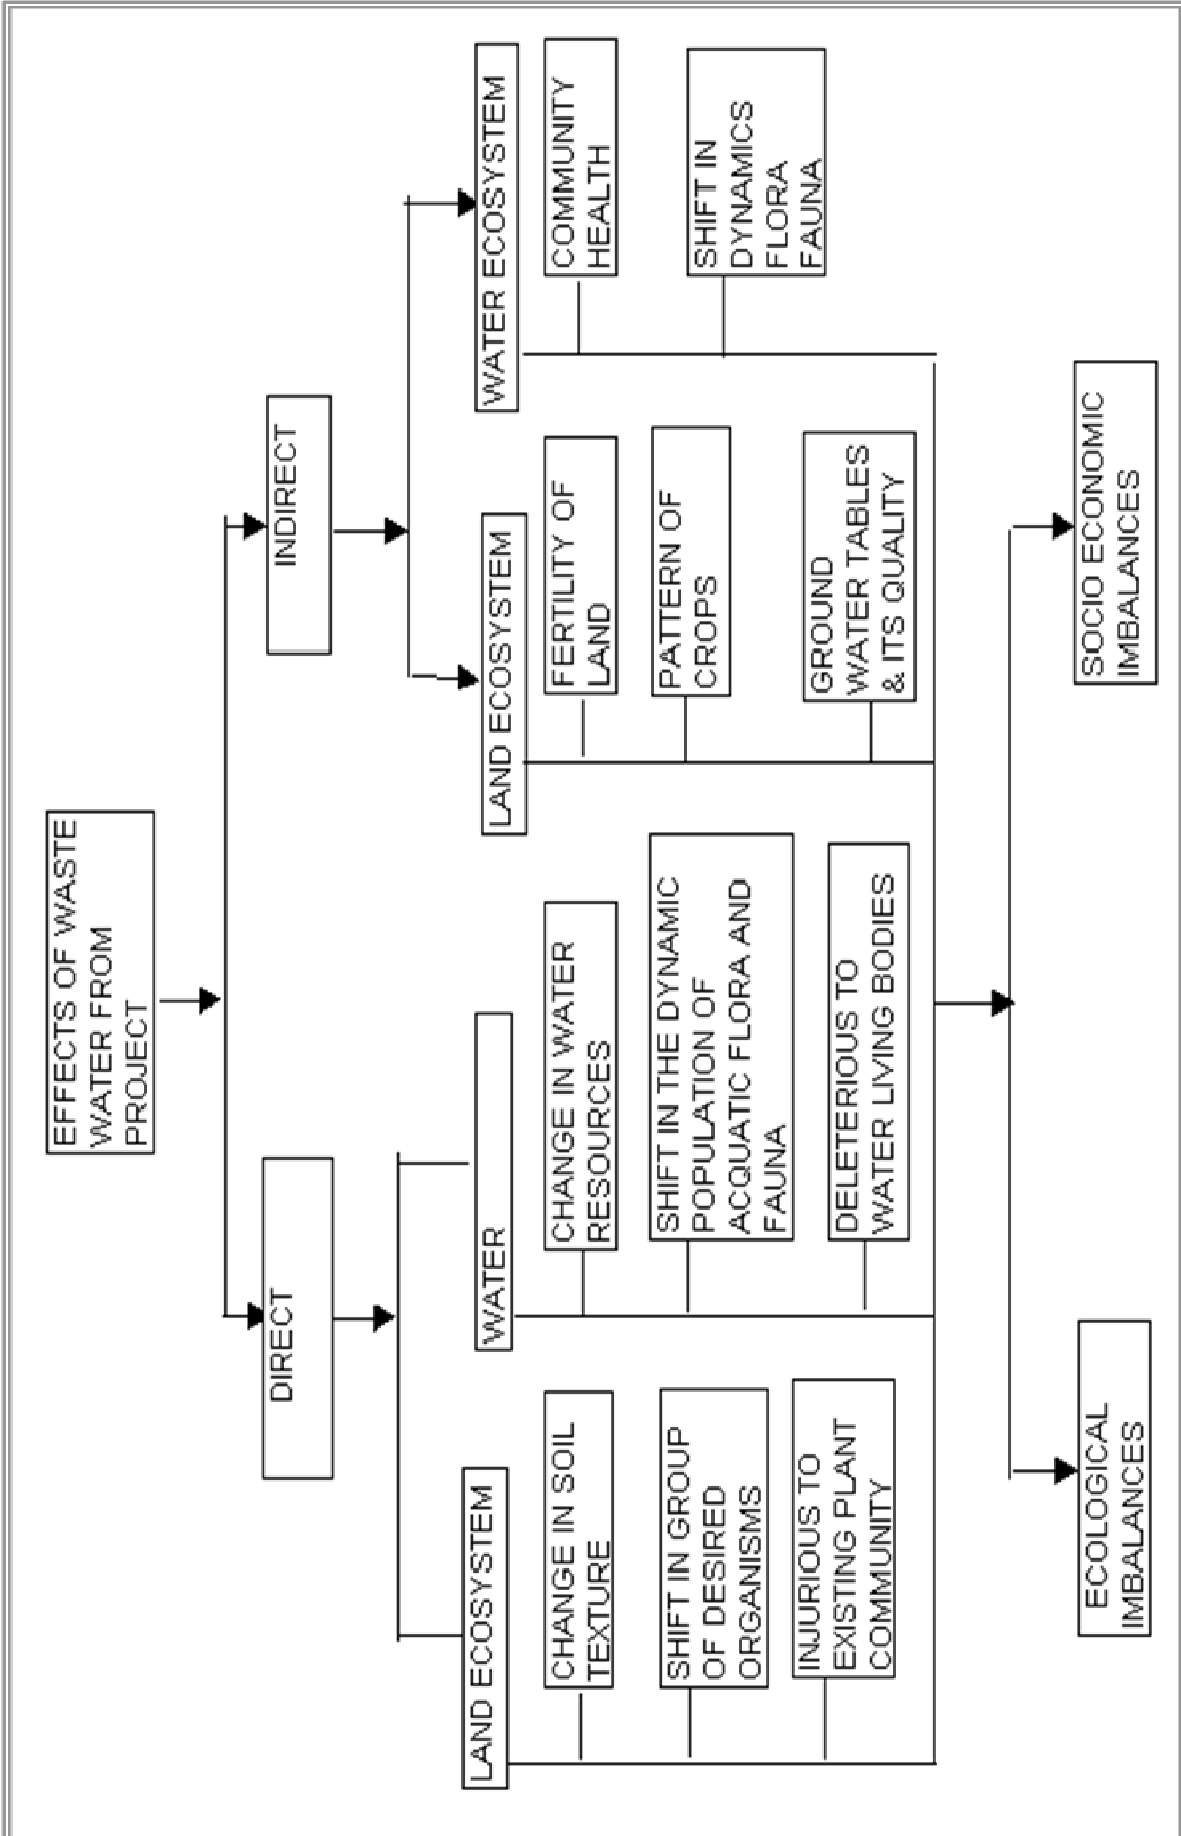 EFFECTS OF WASTE
WATER FROM
PROJECT
DIRECT
INDIRECT
LAND ECOSYSTEM
WATER
LAND ECOSYSTEM
WATER ECOSYSTEM
CHANGE IN SOIL
TEXTURE
SHIFT IN GROUP
OF DESIRED
ORGANISMS
INJURIOUS TO
EXISTING PLANT
COMMUNITY
CHANGE IN WATER
RESOURCES
SHIFT IN THE DYNAMIC
POPULATION OF
ACQUATIC FLORA AND
FAUNA
DELETERIOUS TO
WATER LIVING BODIES
FERTILITY OF
LAND
PATTERN OF
CROPS
GROUND
WATER TABLES
& ITS QUALITY
COMMUNITY
HEALTH
SHIFT IN
DYNAMICS
FLORA
FAUNA
ECOLOGICAL
IMBALANCES
SOCIO ECONOMIC
IMBALANCES